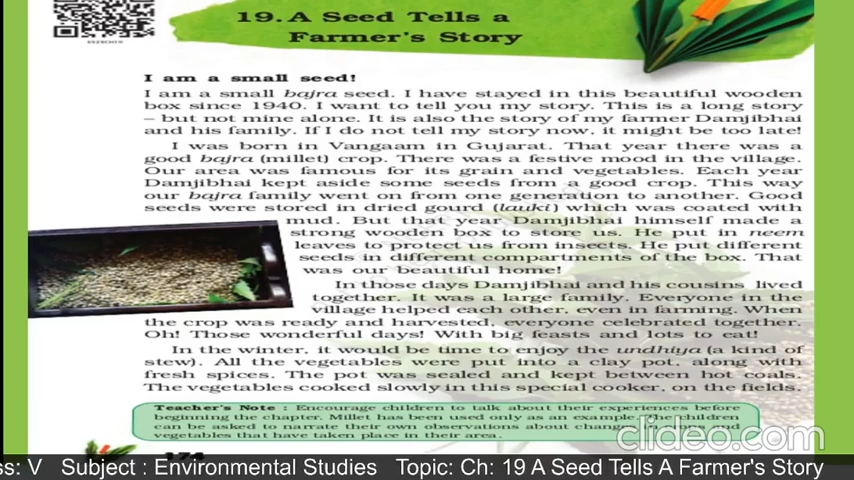 19. A Seed Tells a
Farmer's Story
I am a small seed!
I am a small bajra seed. I have stayed in this beautiful wooden
box since 1940. I want to tell you my story. This is a long story
– but not mine alone. It is also the story of my farmer Damjibhai
and his family. If I do not tell my story now, it might be too late!
I was born in Vangaam in Gujarat. That year there was a
good bajra (millet) crop. There was a festive mood in the village.
Our area was famous for its grain and vegetables. Each year
Damjibhai kept aside some seeds from a good crop. This way
our bajra family went on from one generation to another. Good
seeds were stored in dried gourd (lauki) which was coated with
mud. But that year Damjibhai himself made a
strong wooden box to store us. He put in neem
leaves to protect us from insects. He put different
seeds in different compartments of the box. That
was our beautiful home!
In those days Damjibhai and his cousins lived
together. It was a large family. Everyone in the
village helped each other, even in farming. When
the crop was ready and harvested, everyone celebrated together.
Oh! Those wonderful days! With big feasts and lots to eat!
In the winter, it would be time to enjoy the undhiya (a kind of
stew). All the vegetables were put into a clay pot, along with
fresh spices. The pot was sealed and kept between hot coals.
The vegetables cooked slowly in this special cooker, on the fields.
Teacher's Note : Encourage children to talk about their experiences before
beginning the chapter. Millet has been used only as an example. The children
can be asked to narrate their own observations about changes in crops and
vegetables that have taken place in their area.
clideo.com
ss: V Subject : Environmental Studies Topic: Ch: 19 A Seed Tells A Farmer's Story